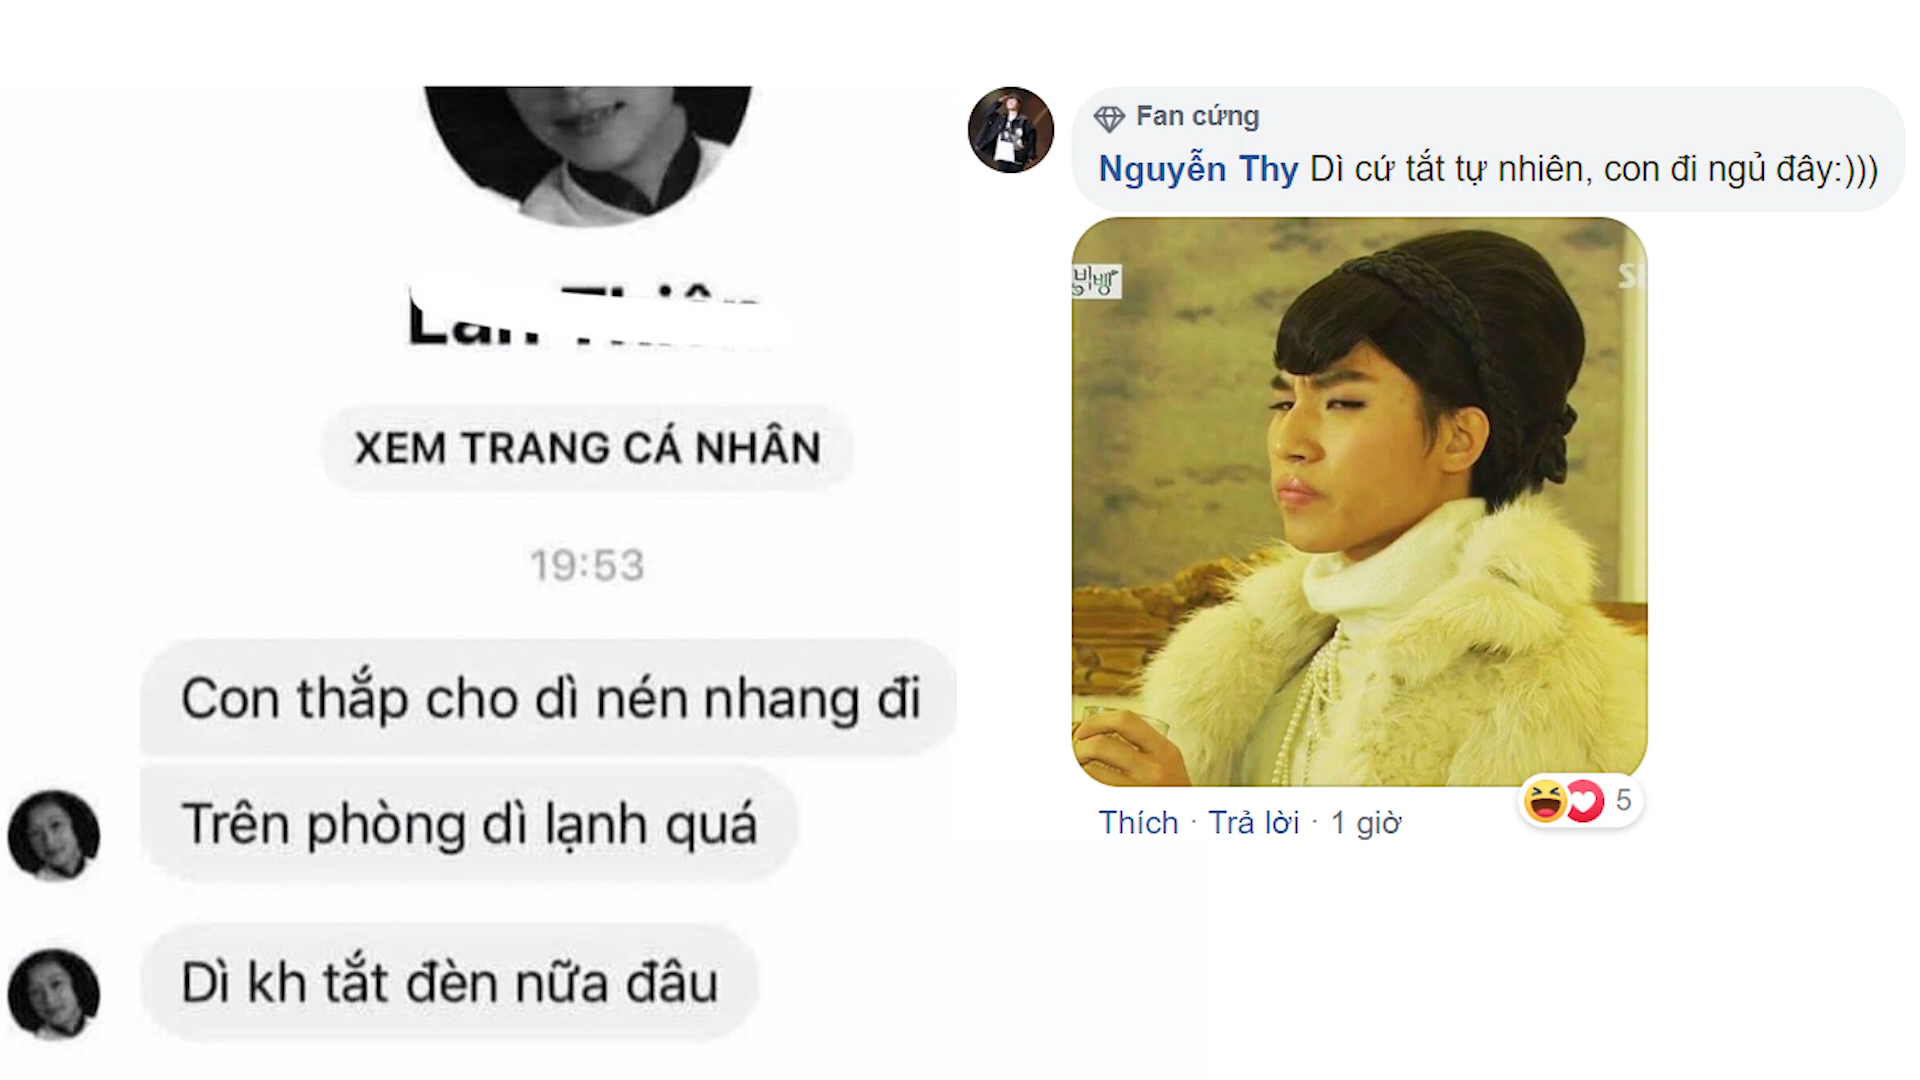 XEM TRANG CÁ NHÂN
19:53
Con thắp cho dì nén nhang đi
Trên phòng dì lạnh quá
Dì kh tắt đèn nữa đâu
Fan cứng
Nguyễn Thy Dì cứ tắt tự nhiên, con đi ngủ đây:)))
빅뱅
Thích · Trả lời · 1 giờ
5